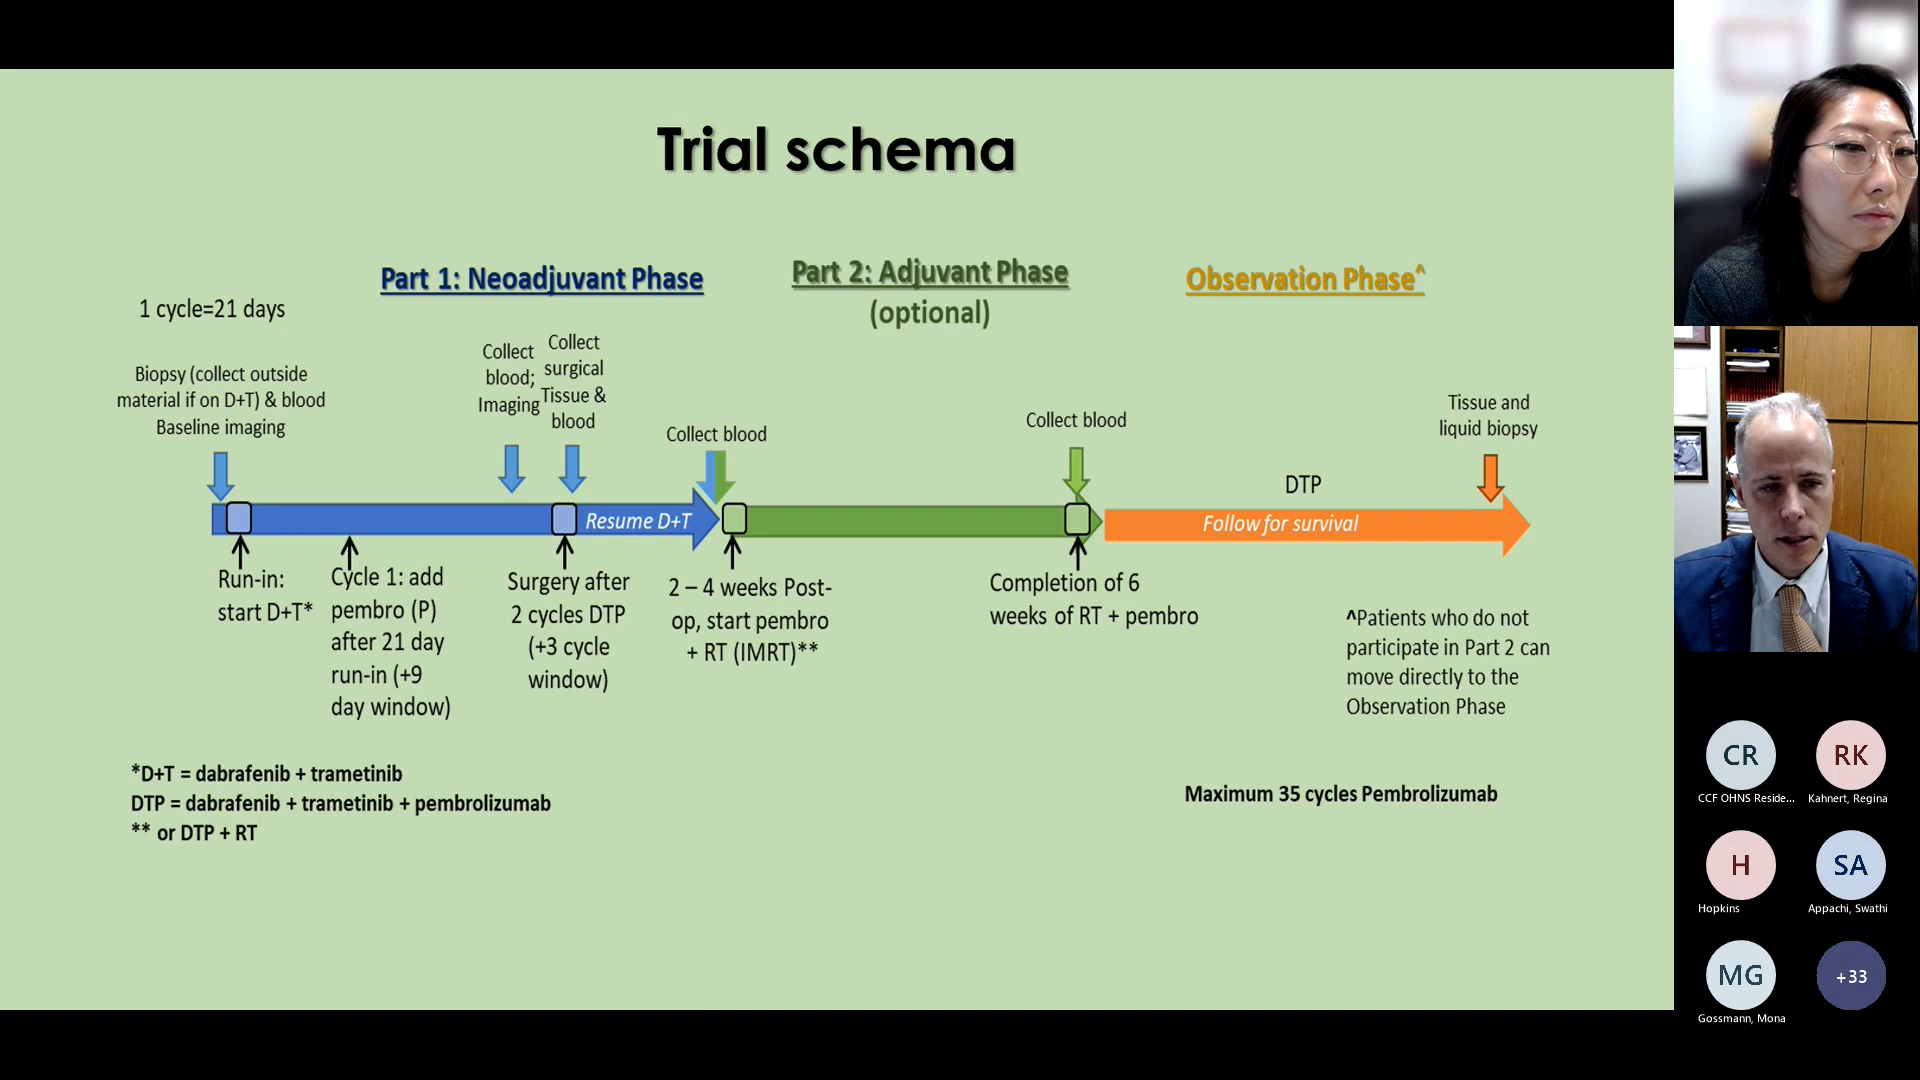 Trial schema
Part 1: Neoadjuvant Phase
Part 2: Adjuvant Phase
(optional)
Observation Phase^
1 cycle=21 days
Biopsy (collect outside
material if on D+T) & blood
Baseline imaging
Collect
blood;
Imaging
Collect
surgical
Tissue &
blood
Collect blood
Collect blood
Tissue and
liquid biopsy
DTP
Resume D+T
Follow for survival
Run-in:
start D+T*
Cycle 1: add
pembro (P)
after 21 day
run-in (+9
day window)
Surgery after
2 cycles DTP
(+3 cycle
window)
2 – 4 weeks Post-
op, start pembro
+ RT (IMRT)**
Completion of 6
weeks of RT + pembro
^Patients who do not
participate in Part 2 can
move directly to the
Observation Phase
*D+T = dabrafenib + trametinib
DTP = dabrafenib + trametinib + pembrolizumab
** or DTP + RT
Maximum 35 cycles Pembrolizumab
CR
CCF OHNS Reside...
RK
Kahnert, Regina
H
Hopkins
SA
Appachi, Swathi
MG
Gossmann, Mona
+33